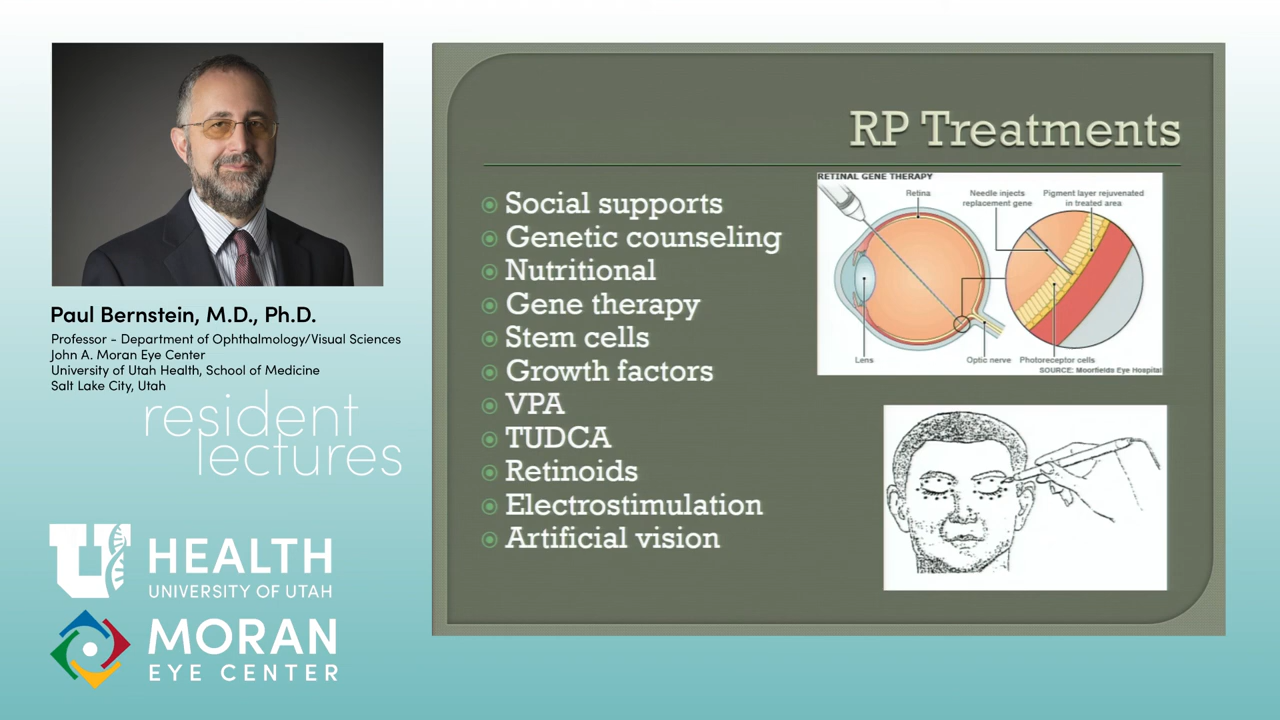 Paul Bernstein, M.D., Ph.D.
Professor - Department of Ophthalmology/Visual Sciences
John A. Moran Eye Center
University of Utah Health, School of Medicine
Salt Lake City, Utah
resident
lectures
U HEALTH
UNIVERSITY OF UTAH
MORAN
EYE CENTER
RP Treatments
Social supports
Genetic counseling
Nutritional
Gene therapy
Stem cells
Growth factors
VPA
TUDCA
Retinoids
Electrostimulation
Artificial vision
RETINAL GENE THERAPY
Retina
Needle injects
replacement gene
Pigment layer rejuvenated
in treated area
Lens
Optic nerve
Photoreceptor cells
SOURCE: Moorfields Eye Hospital